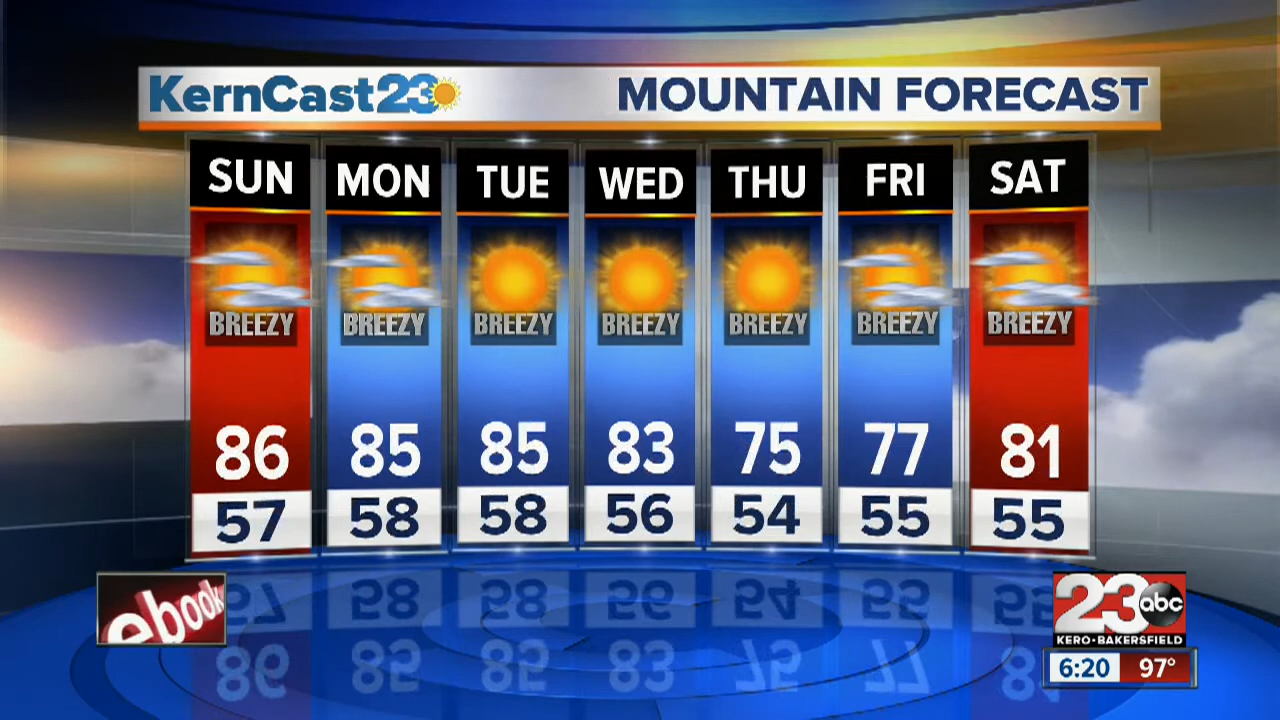 KernCast23
MOUNTAIN FORECAST
SUN MON TUE WED THU FRI SAT
BREEZY BREEZY BREEZY BREEZY BREEZY BREEZY BREEZY
86 85 85 83 75 77 81
57 58 58 56 54 55 55
ebook
23 abc
KERO·BAKERSFIELD
6:20 97°